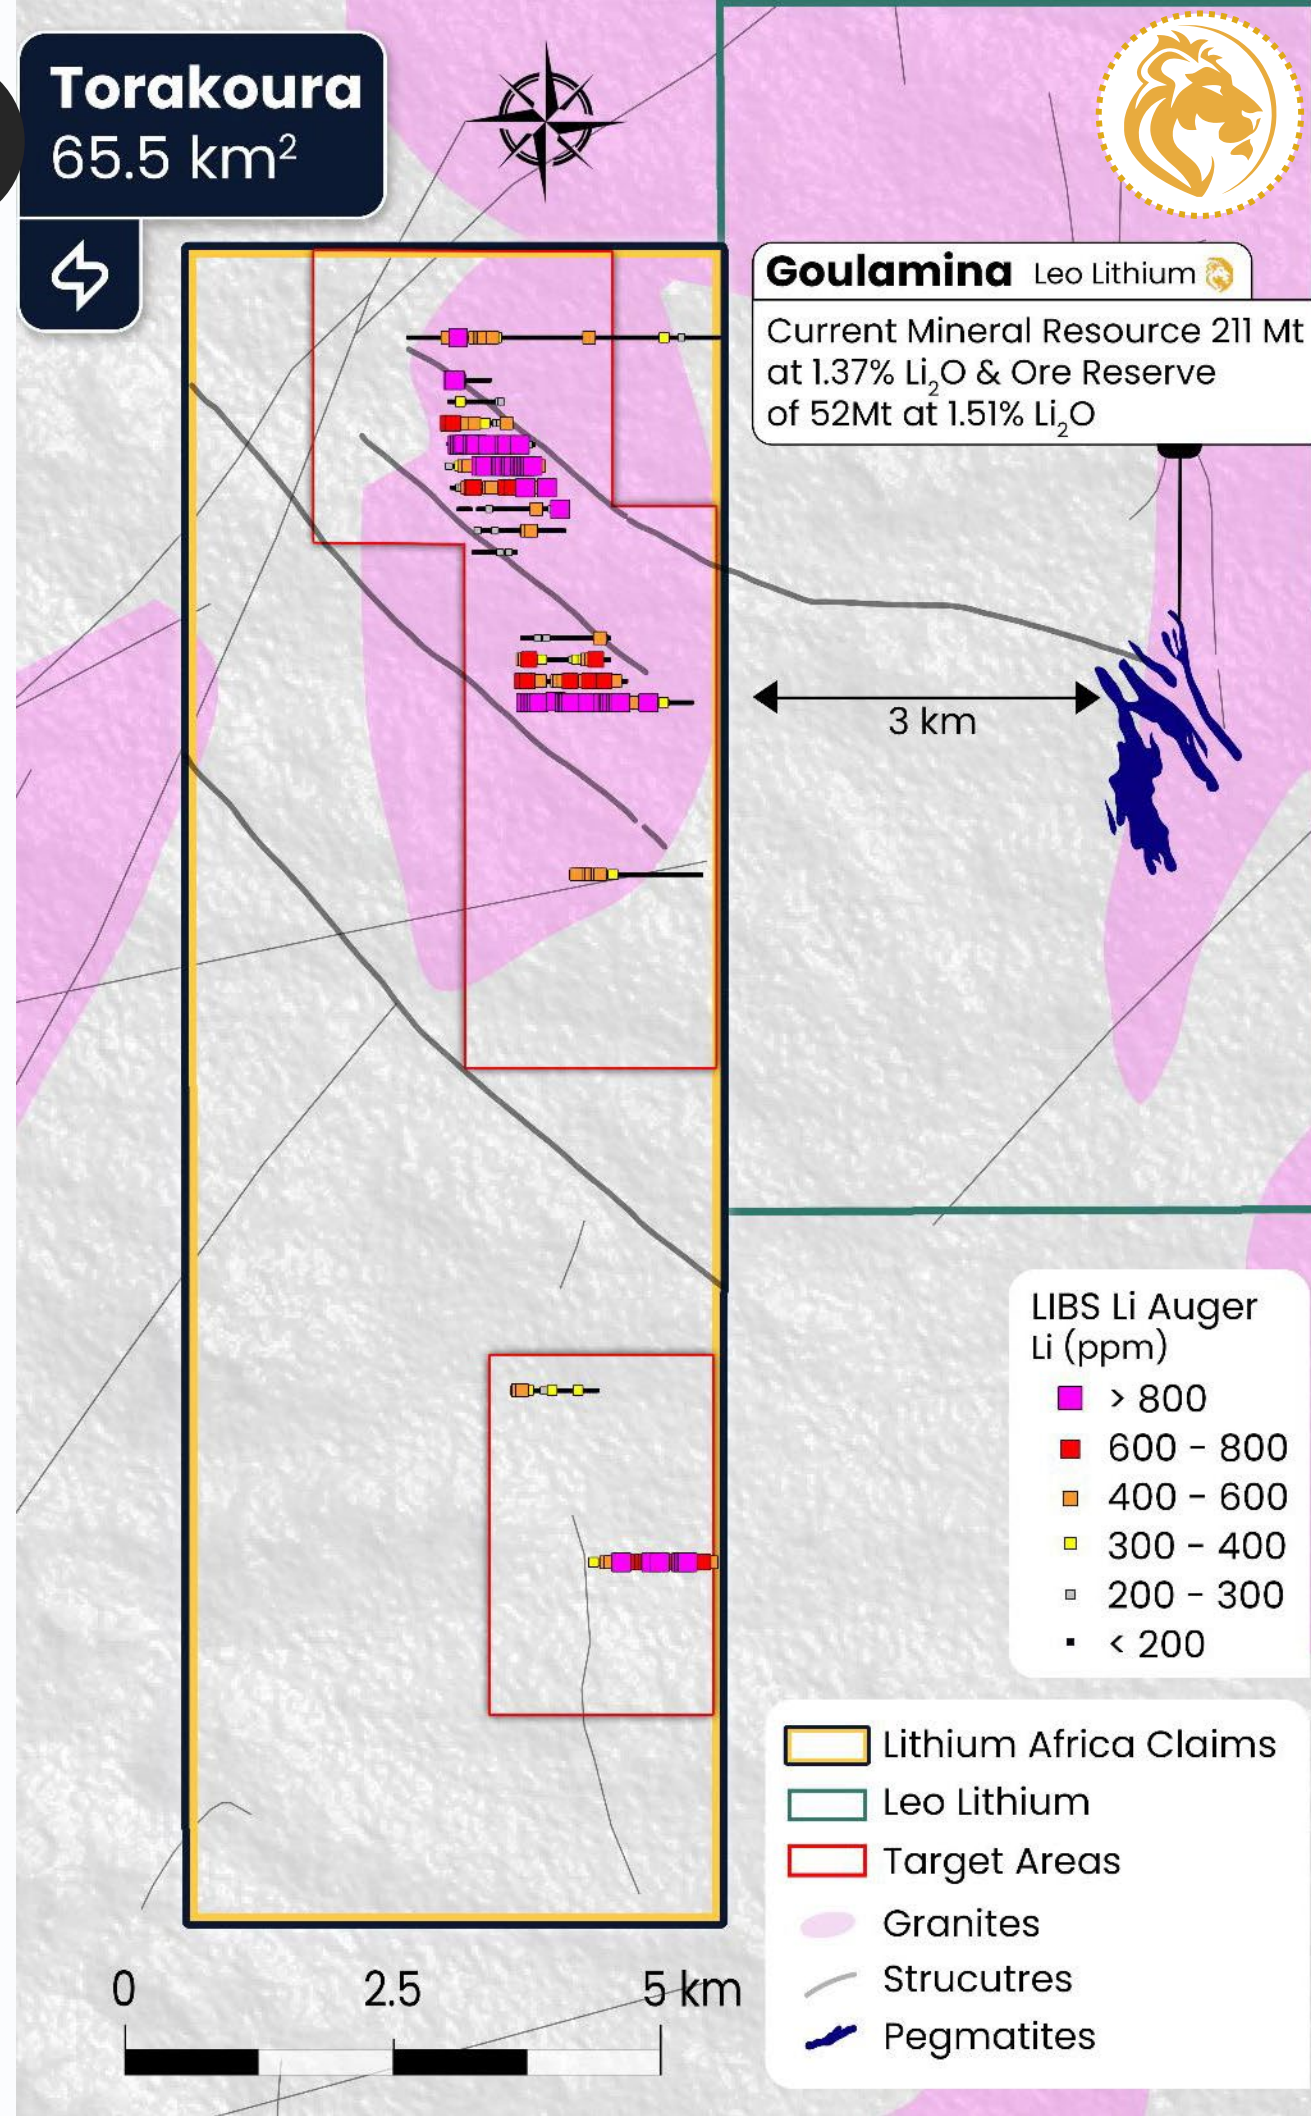 Torakoura
65.5 km²
Goulamina Leo Lithium
Current Mineral Resource 211 Mt
at 1.37% Li₂O & Ore Reserve
of 52Mt at 1.51% Li₂O
3 km
LIBS Li Auger
Li (ppm)
> 800
600 - 800
400 - 600
300 - 400
200 - 300
< 200
Lithium Africa Claims
Leo Lithium
Target Areas
Granites
Strucutres
Pegmatites
0 2.5 5 km